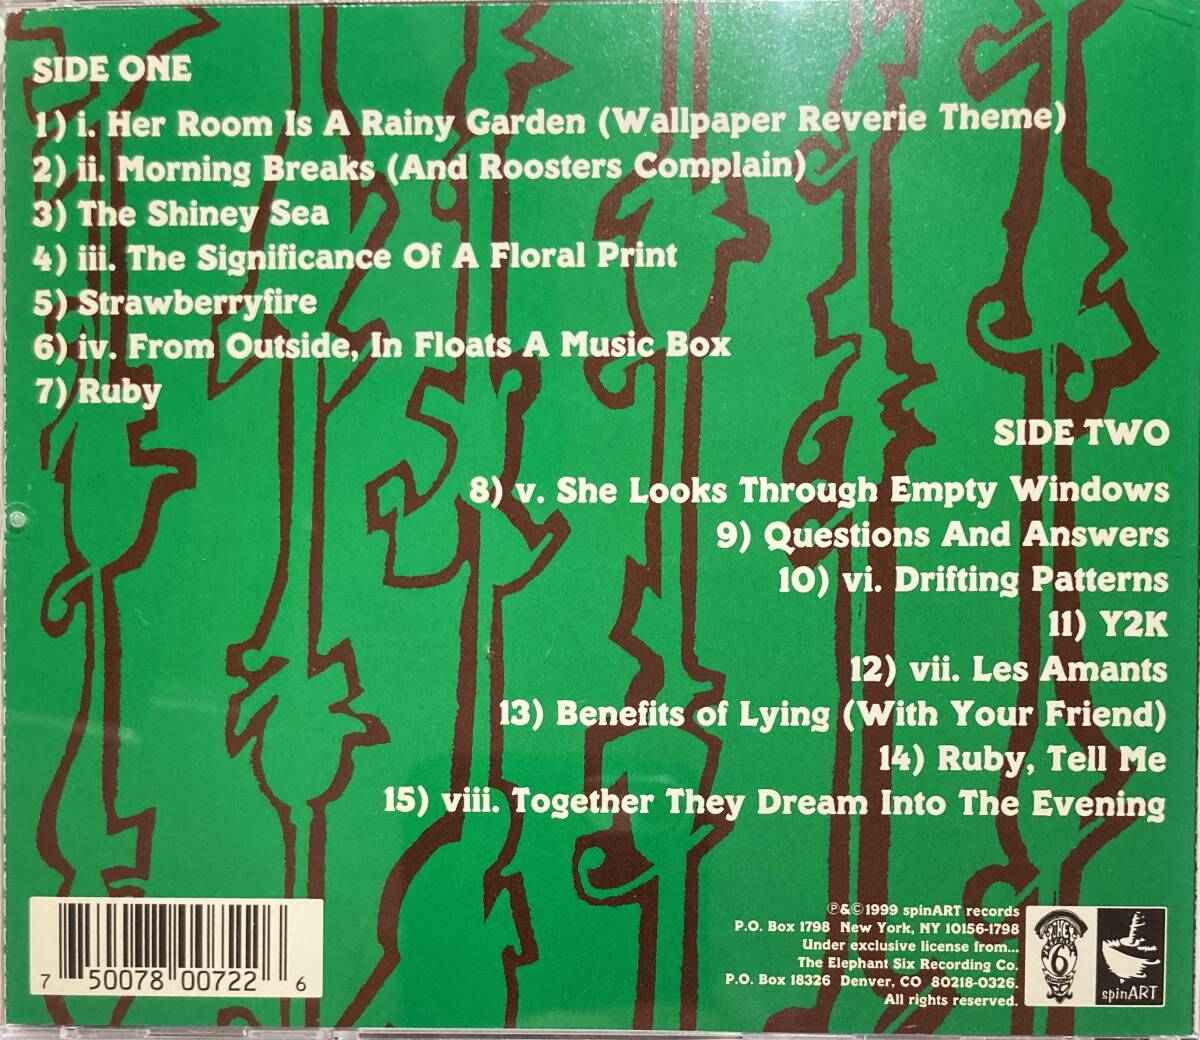 SIDE ONE
1) i. Her Room Is A Rainy Garden (Wallpaper Reverie Theme)
2) ii. Morning Breaks (And Roosters Complain)
3) The Shiney Sea
4) iii. The Significance Of A Floral Print
5) Strawberryfire
6) iv. From Outside, In Floats A Music Box
7) Ruby
SIDE TWO
8) v. She Looks Through Empty Windows
9) Questions And Answers
10) vi. Drifting Patterns
11) Y2K
12) vii. Les Amants
13) Benefits of Lying (With Your Friend)
14) Ruby, Tell Me
15) viii. Together They Dream Into The Evening
7 50078 00722 6
℗&©1999 spinART records
P.O. Box 1798 New York, NY 10156-1798
Under exclusive license from...
The Elephant Six Recording Co.
P.O. Box 18326 Denver, CO 80218-0326.
All rights reserved.
6
spinART